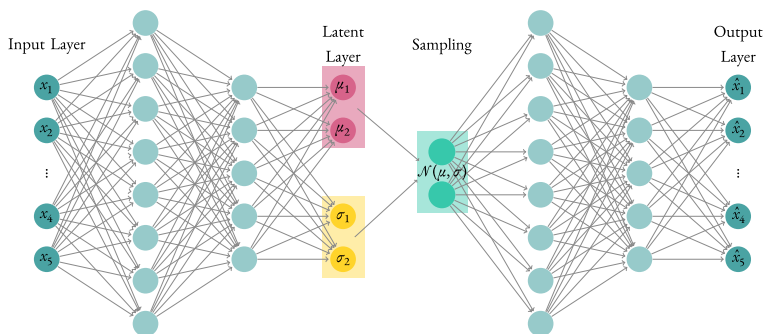 Input Layer
x₁
x₂
⋮
x₄
x₅
Latent
Layer
μ₁
μ₂
σ₁
σ₂
Sampling
𝒩(μ, σ)
Output
Layer
x̂₁
x̂₂
⋮
x̂₄
x̂₅